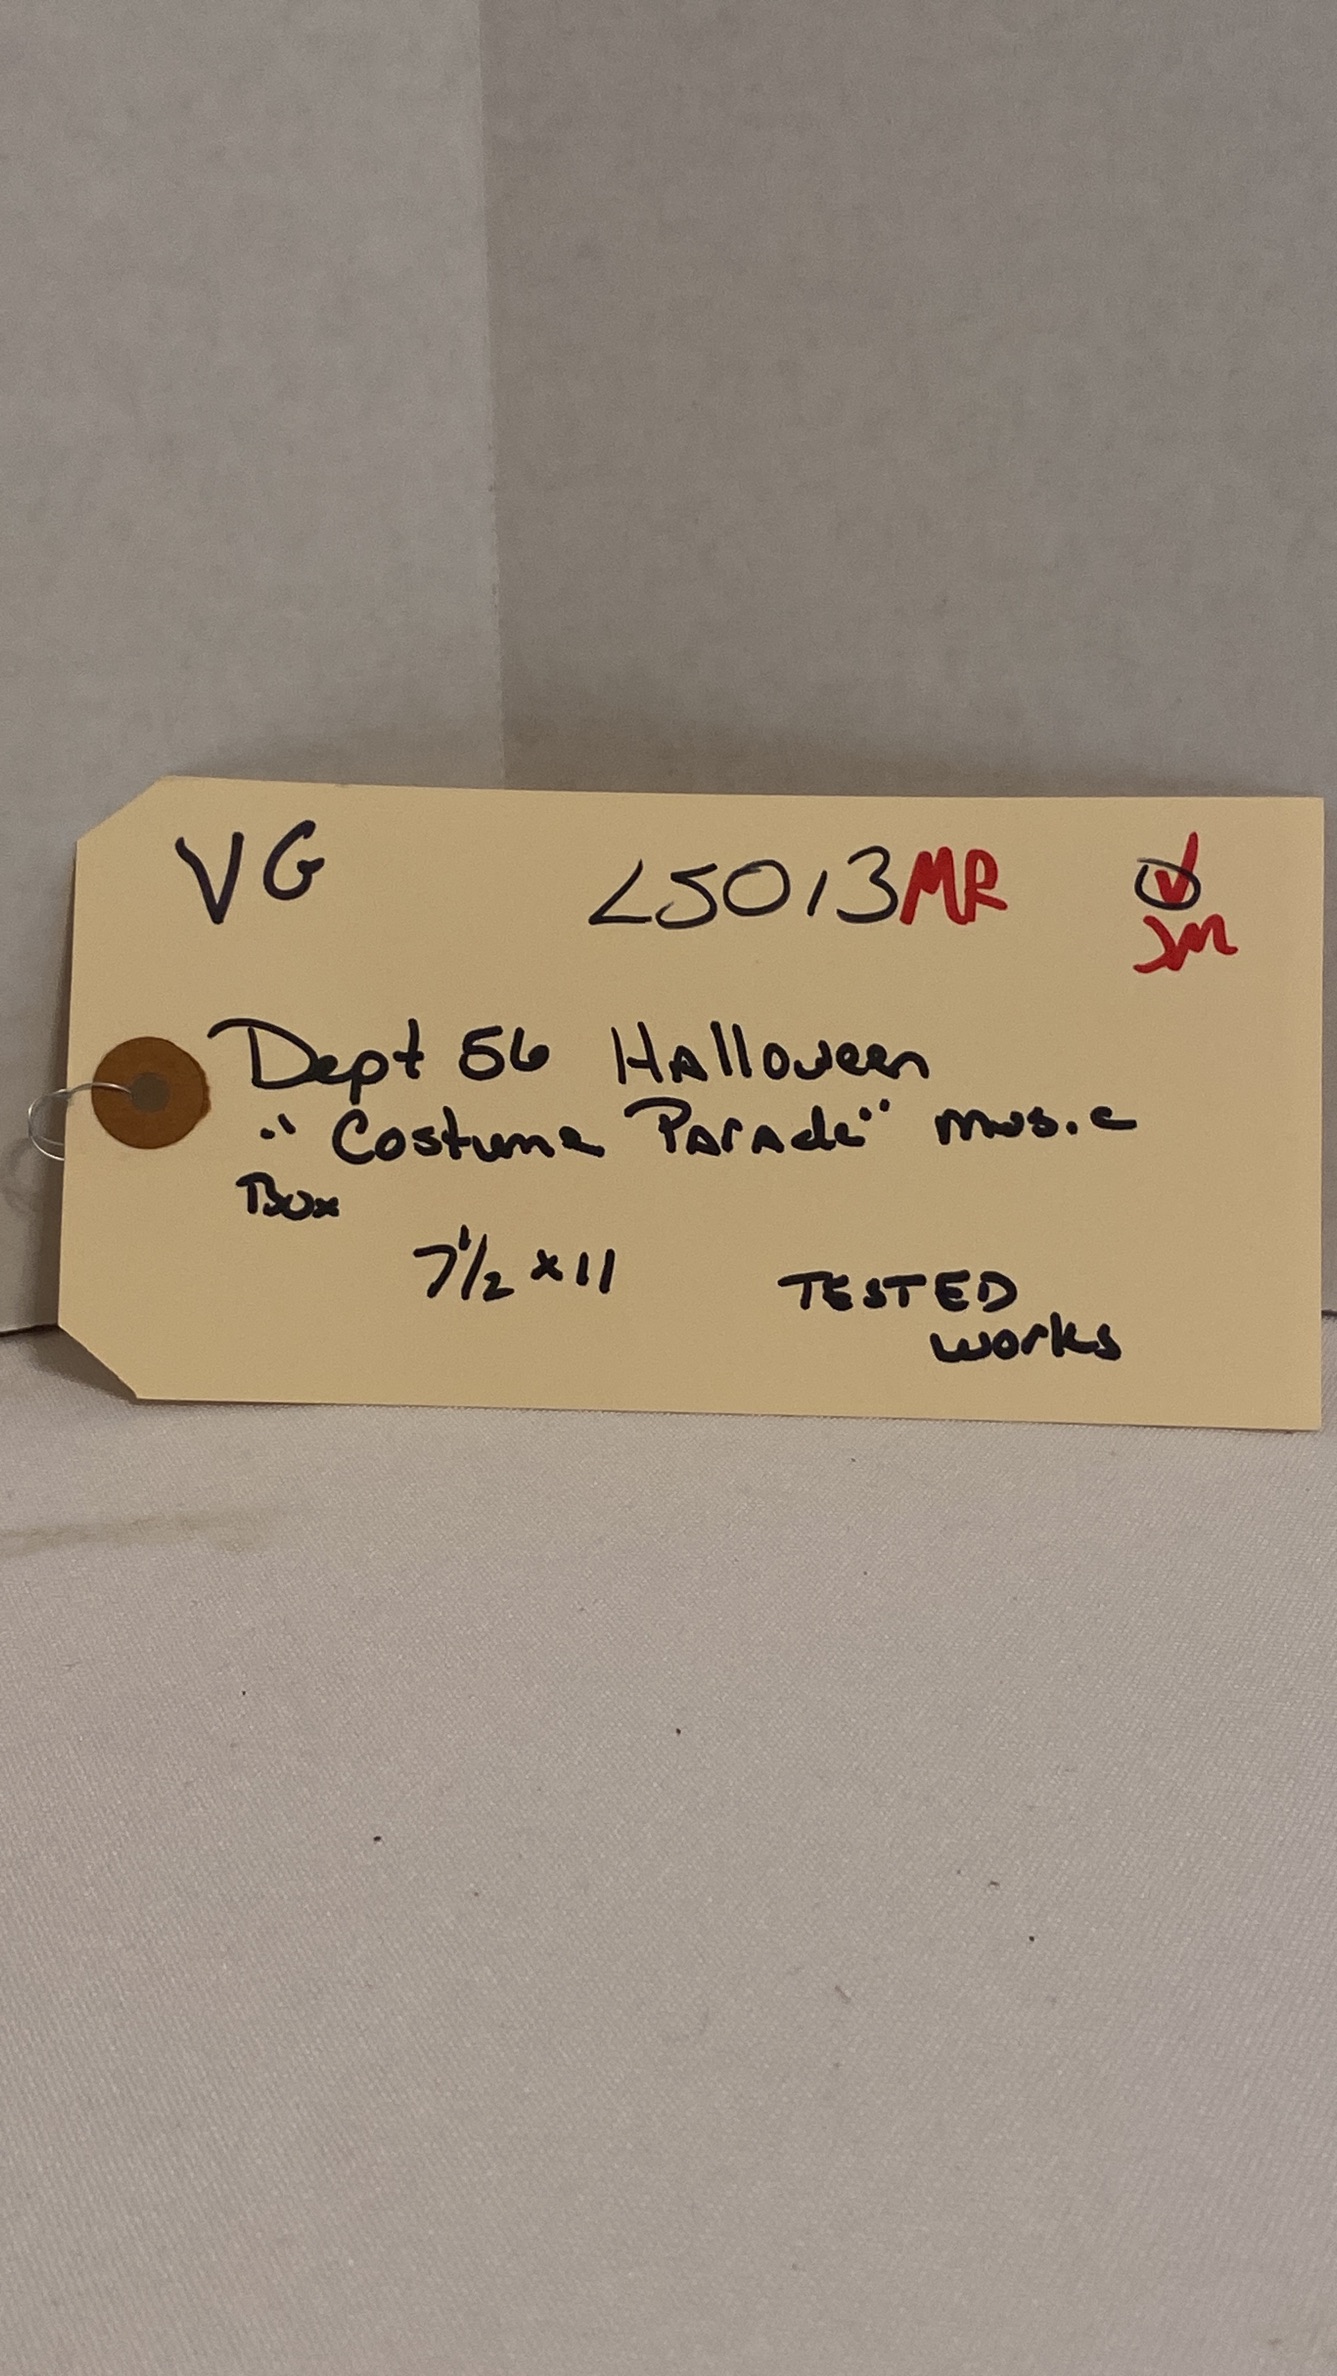 VG L5013MR
JM
Dept 56 Halloween
"Costume Parade" music
Box
7 1/2 x 11 TESTED
works